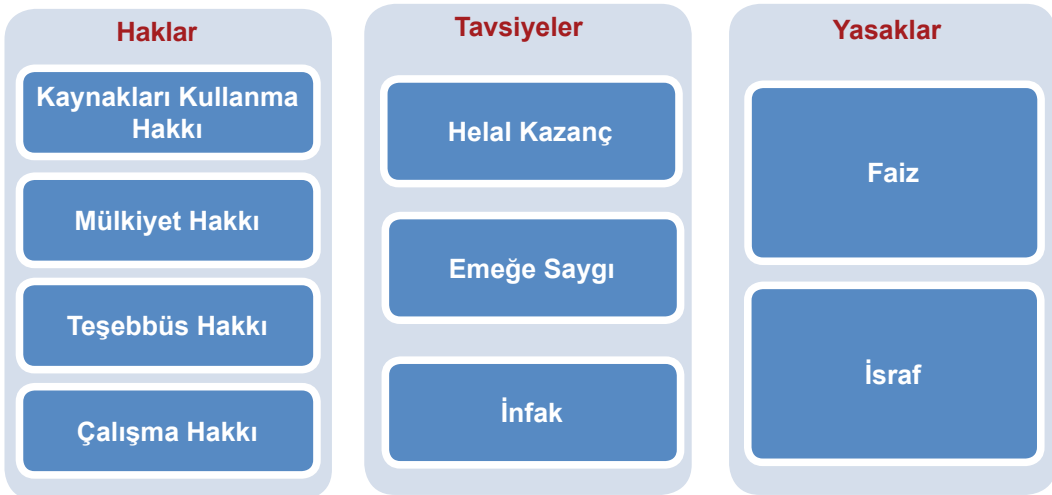 Haklar
Kaynakları Kullanma
Hakkı
Mülkiyet Hakkı
Teşebbüs Hakkı
Çalışma Hakkı
Tavsiyeler
Helal Kazanç
Emeğe Saygı
İnfak
Yasaklar
Faiz
İsraf